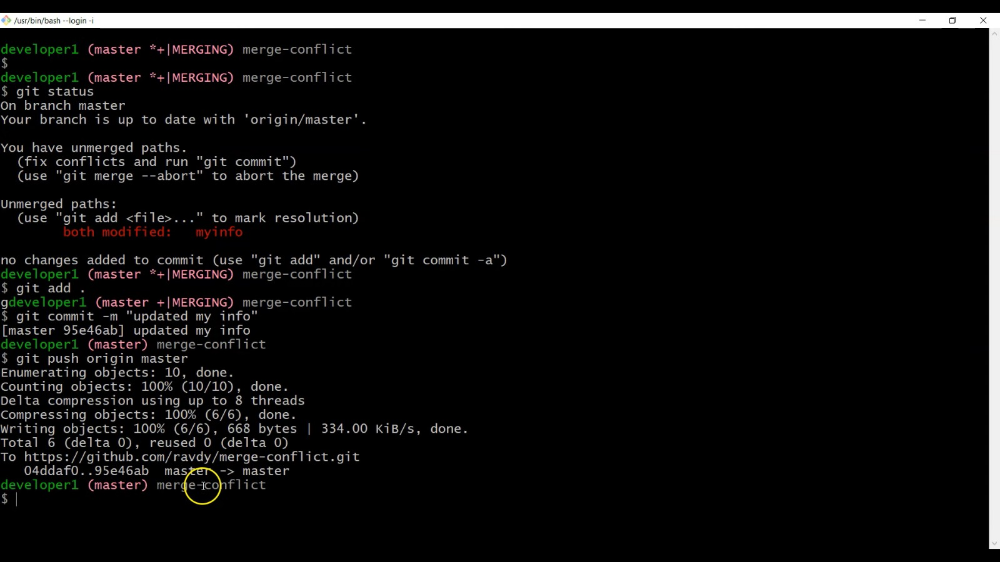 /usr/bin/bash --login -i
developer1 (master *+|MERGING) merge-conflict
$
developer1 (master *+|MERGING) merge-conflict
$ git status
On branch master
Your branch is up to date with 'origin/master'.
You have unmerged paths.
(fix conflicts and run "git commit")
(use "git merge --abort" to abort the merge)
Unmerged paths:
(use "git add <file>..." to mark resolution)
both modified:   myinfo
no changes added to commit (use "git add" and/or "git commit -a")
developer1 (master *+|MERGING) merge-conflict
$ git add .
gdeveloper1 (master +|MERGING) merge-conflict
$ git commit -m "updated my info"
[master 95e46ab] updated my info
developer1 (master) merge-conflict
$ git push origin master
Enumerating objects: 10, done.
Counting objects: 100% (10/10), done.
Delta compression using up to 8 threads
Compressing objects: 100% (6/6), done.
Writing objects: 100% (6/6), 668 bytes | 334.00 KiB/s, done.
Total 6 (delta 0), reused 0 (delta 0)
To https://github.com/ravdy/merge-conflict.git
04ddaf0..95e46ab  master -> master
developer1 (master) merge-conflict
$